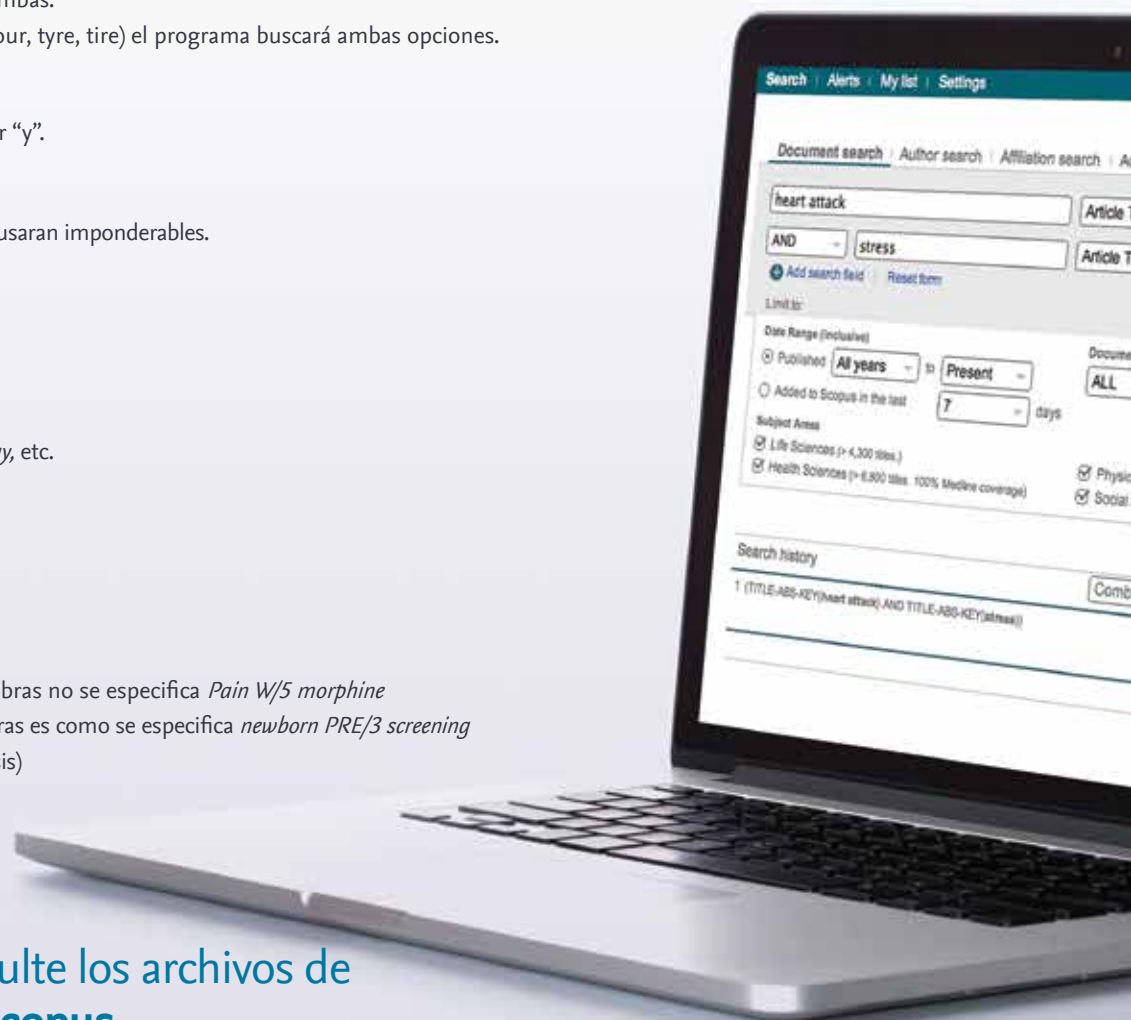 mbas.
our, tyre, tire) el programa buscará ambas opciones.
r “y”.
usaran imponderables.
y, etc.
bras no se especifica Pain W/5 morphine
ras es como se especifica newborn PRE/3 screening
sis)
ulte los archivos de
copus
Search Alerts My list Settings
Document search Author search Affiliation search
heart attack
Article T
AND stress
Article T
Add search field Reset form
Limit to:
Date Range (inclusive)
Published All years to Present
Added to Scopus in the last 7 days
Docume
ALL
Subject Areas
Life Sciences (> 4,300 titles.)
Health Sciences (> 6,800 titles. 100% Medline coverage)
Physic
Social
Search history
Comb
1 (TITLE-ABS-KEY(heart attack) AND TITLE-ABS-KEY(stress))